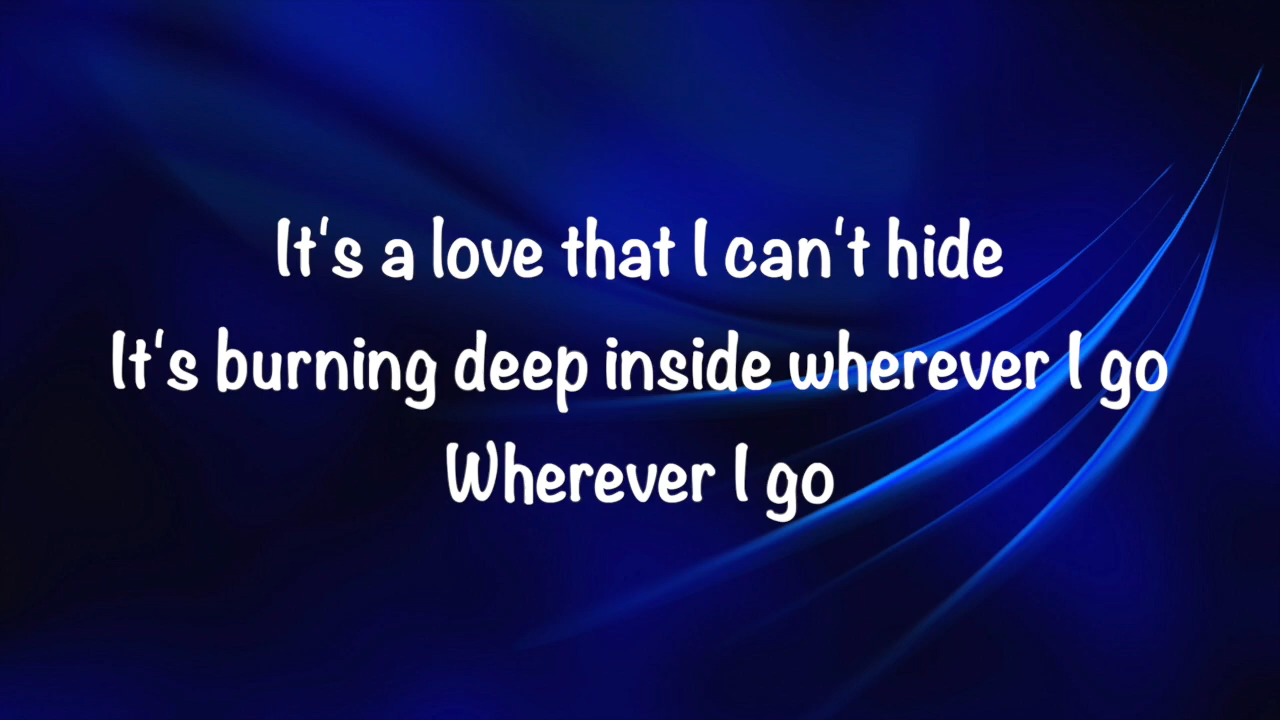 It's a love that I can't hide
It's burning deep inside wherever I go
Wherever I go